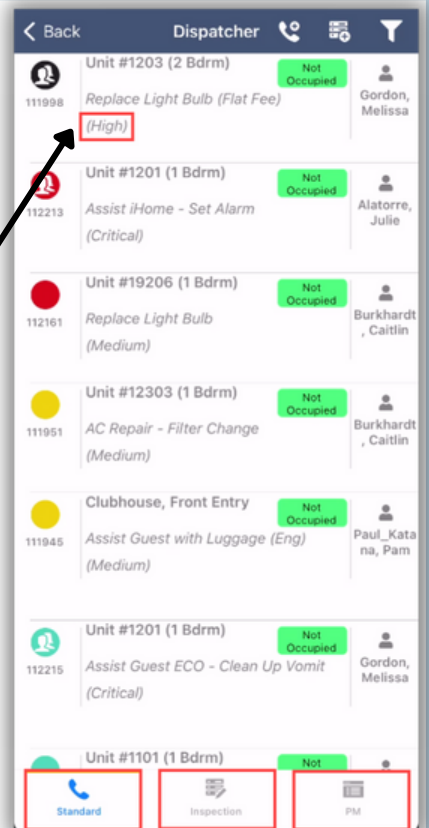 Back
Dispatcher
Unit #1203 (2 Bdrm)
Not
Occupied
111998
Replace Light Bulb (Flat Fee)
(High)
Gordon,
Melissa
Unit #1201 (1 Bdrm)
Not
Occupied
112213
Assist iHome - Set Alarm
(Critical)
Alatorre,
Julie
Unit #19206 (1 Bdrm)
Not
Occupied
112161
Replace Light Bulb
(Medium)
Burkhardt
, Caitlin
Unit #12303 (1 Bdrm)
Not
Occupied
111951
AC Repair - Filter Change
(Medium)
Burkhardt
, Caitlin
Clubhouse, Front Entry
Not
Occupied
111945
Assist Guest with Luggage (Eng)
(Medium)
Paul_Kata
na, Pam
Unit #1201 (1 Bdrm)
Not
Occupied
112215
Assist Guest ECO - Clean Up Vomit
(Critical)
Gordon,
Melissa
Unit #1101 (1 Bdrm)
Not
Standard
Inspection
PM